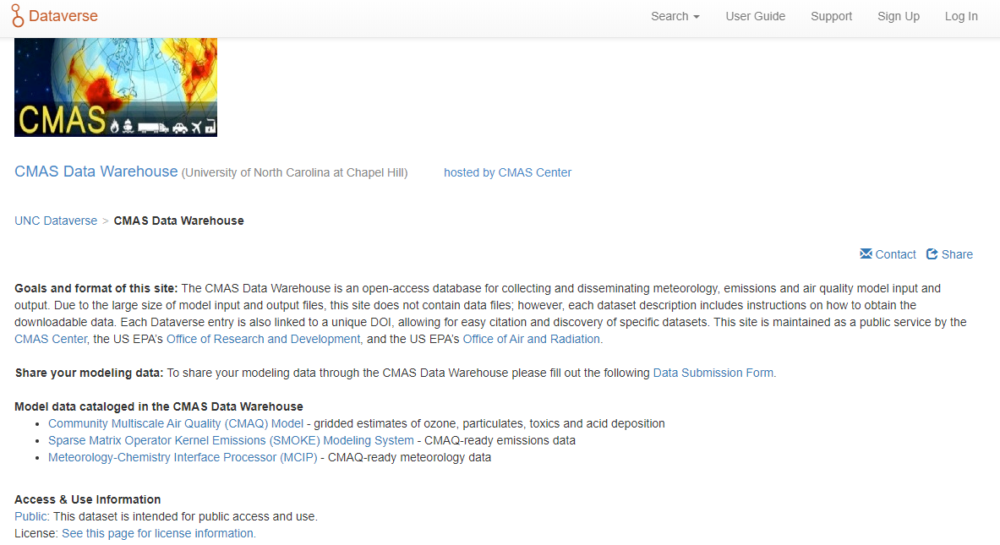 Dataverse
Search User Guide Support Sign Up Log In
CMAS
CMAS Data Warehouse (University of North Carolina at Chapel Hill) hosted by CMAS Center
UNC Dataverse > CMAS Data Warehouse
Contact Share
Goals and format of this site: The CMAS Data Warehouse is an open-access database for collecting and disseminating meteorology, emissions and air quality model input and
output. Due to the large size of model input and output files, this site does not contain data files; however, each dataset description includes instructions on how to obtain the
downloadable data. Each Dataverse entry is also linked to a unique DOI, allowing for easy citation and discovery of specific datasets. This site is maintained as a public service by the
CMAS Center, the US EPA’s Office of Research and Development, and the US EPA’s Office of Air and Radiation.
Share your modeling data: To share your modeling data through the CMAS Data Warehouse please fill out the following Data Submission Form.
Model data cataloged in the CMAS Data Warehouse
• Community Multiscale Air Quality (CMAQ) Model - gridded estimates of ozone, particulates, toxics and acid deposition
• Sparse Matrix Operator Kernel Emissions (SMOKE) Modeling System - CMAQ-ready emissions data
• Meteorology-Chemistry Interface Processor (MCIP) - CMAQ-ready meteorology data
Access & Use Information
Public: This dataset is intended for public access and use.
License: See this page for license information.